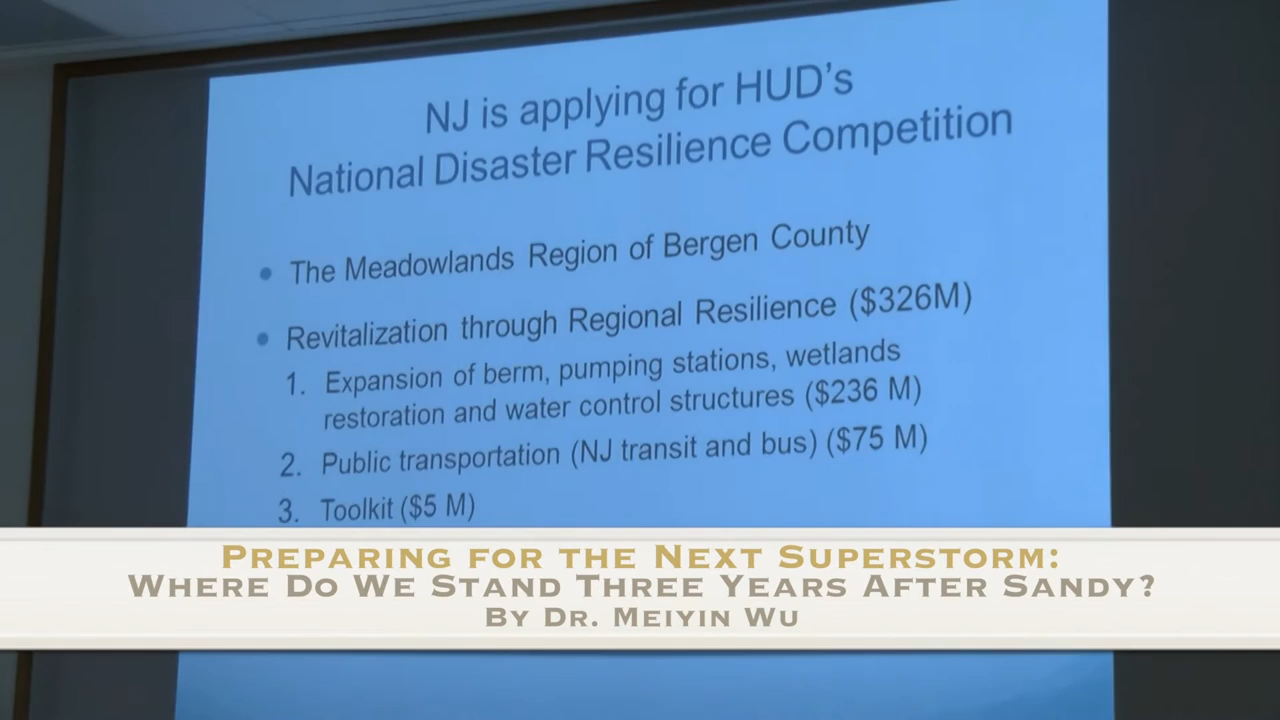 NJ is applying for HUD's
National Disaster Resilience Competition
• The Meadowlands Region of Bergen County
• Revitalization through Regional Resilience ($326M)
1. Expansion of berm, pumping stations, wetlands
restoration and water control structures ($236 M)
2. Public transportation (NJ transit and bus) ($75 M)
3. Toolkit ($5 M)
Preparing for the Next Superstorm:
Where Do We Stand Three Years After Sandy?
By Dr. Meiyin Wu